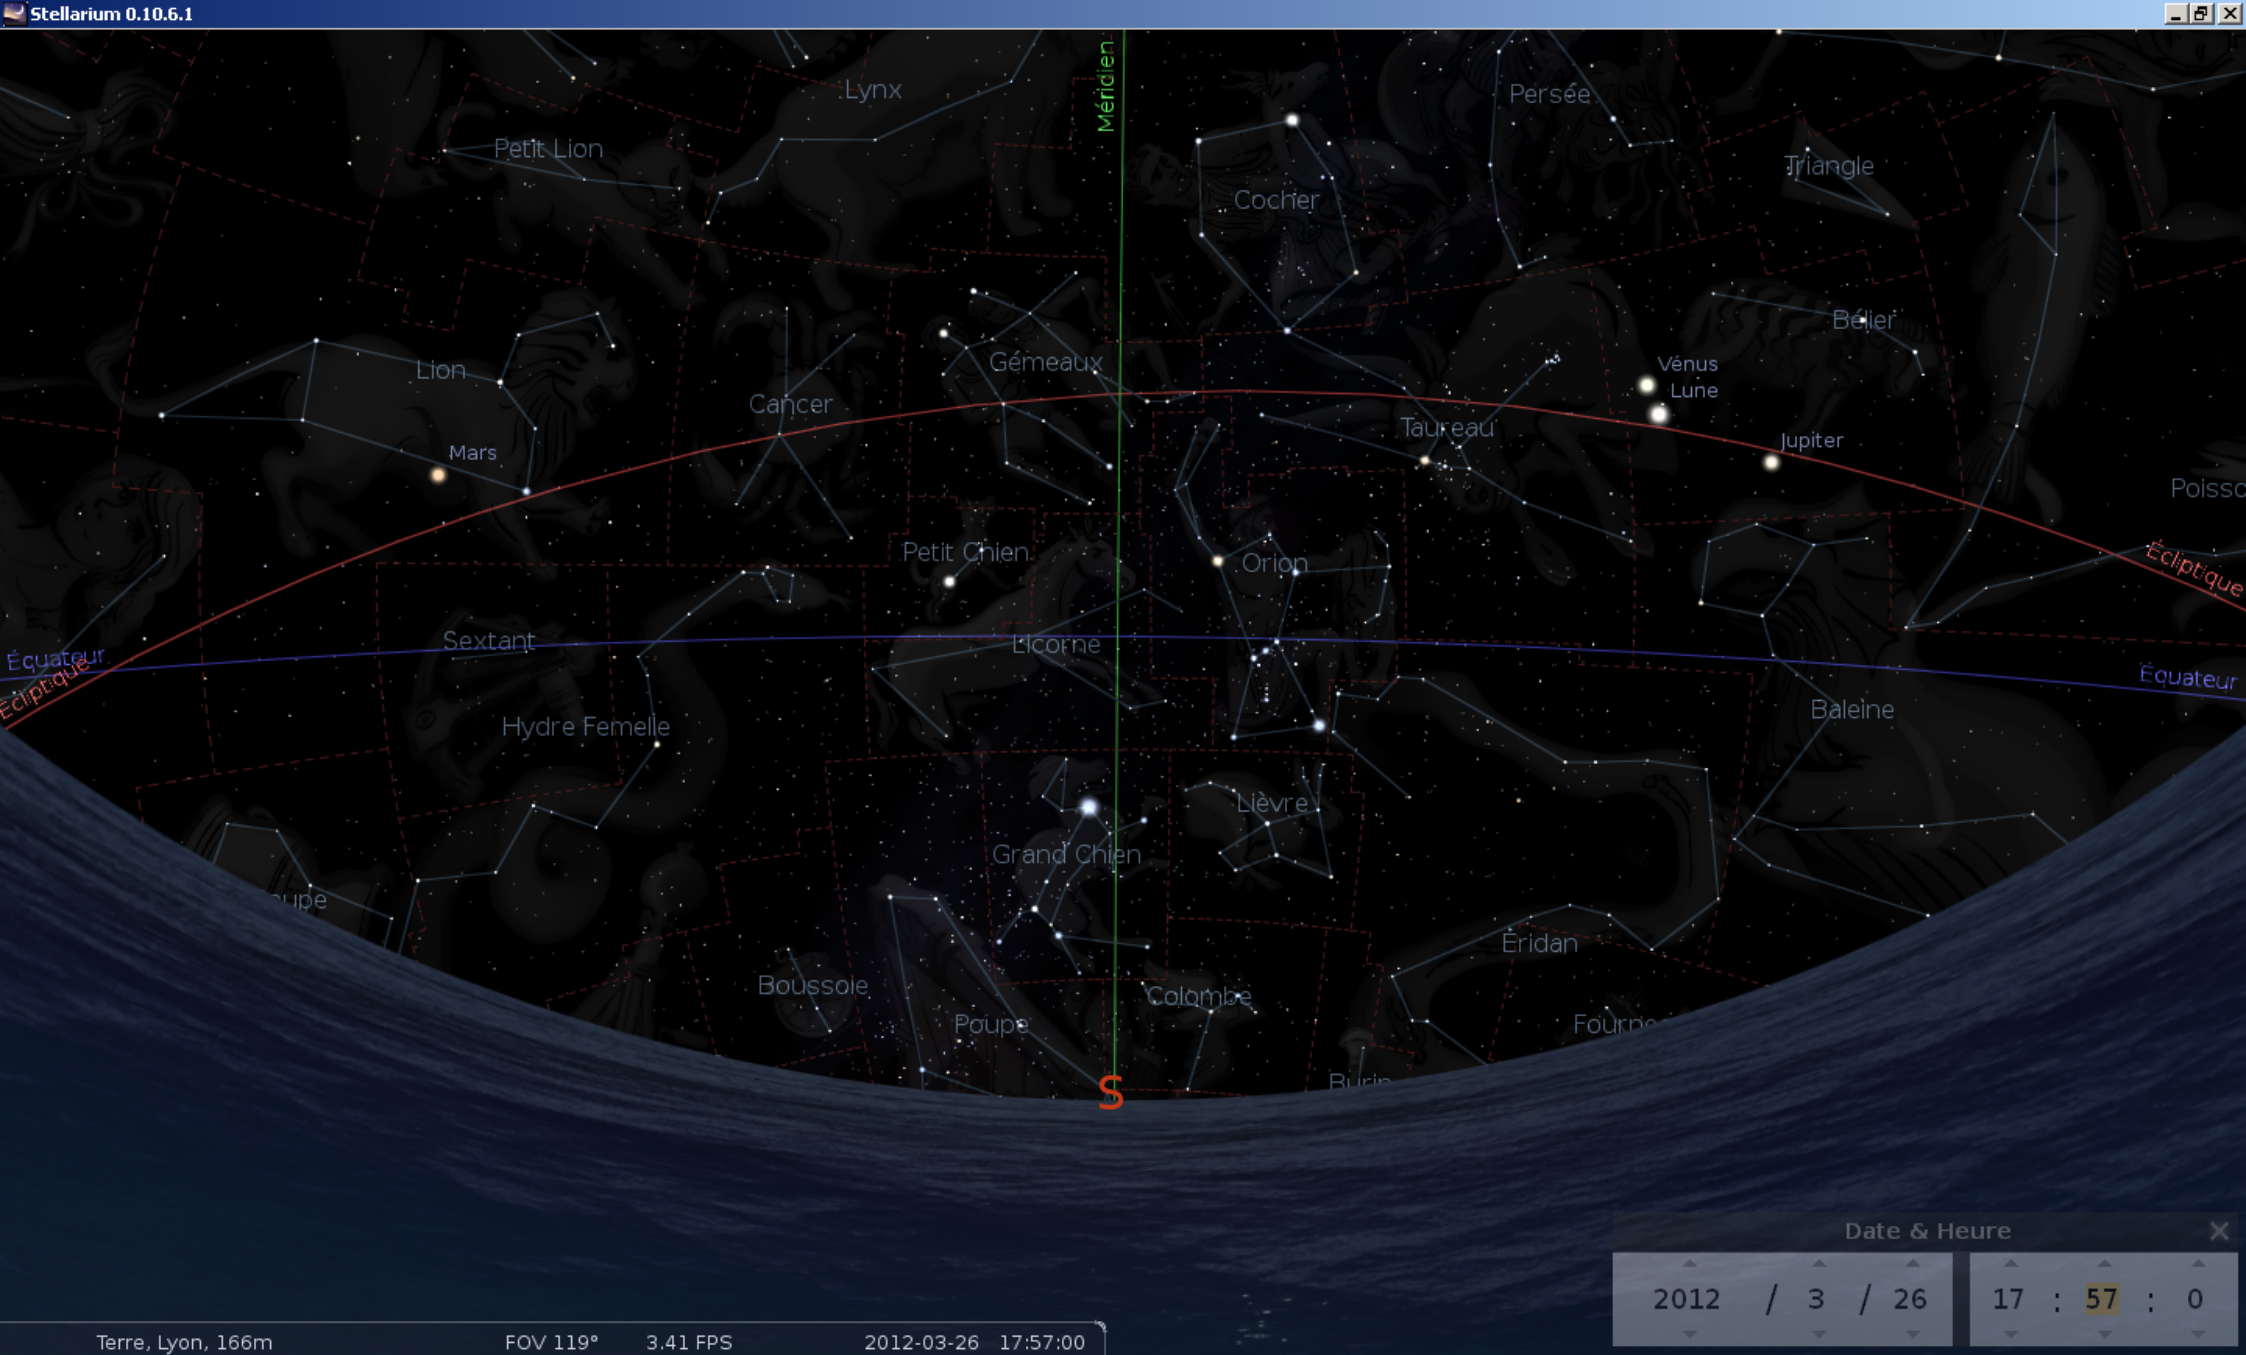 Stellarium 0.10.6.1
Méridien
Lynx
Persée
Petit Lion
Triangle
Cocher
Bélier
Lion
Gémeaux
Vénus
Lune
Cancer
Taureau
Jupiter
Mars
Poisso
Petit Chien
Orion
Écliptique
Sextant
Licorne
Équateur
Écliptique
Équateur
Hydre Femelle
Baleine
Lièvre
Grand Chien
upe
Éridan
Boussole
Colombe
Poupe
Fourne
Burin
S
Date & Heure
2012 / 3 / 26 17 : 57 : 0
Terre, Lyon, 166m FOV 119° 3.41 FPS 2012-03-26 17:57:00